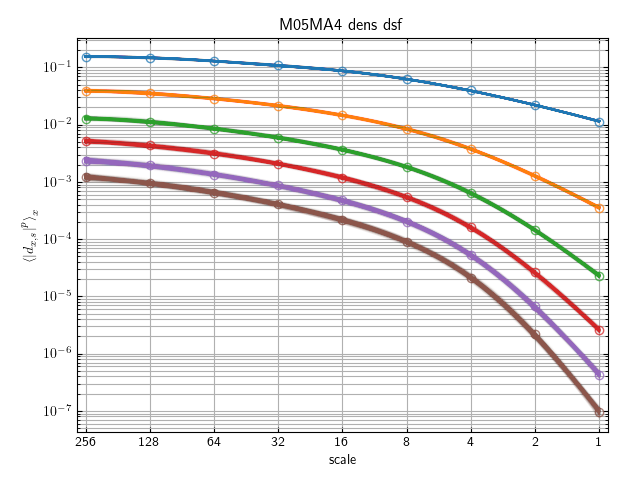 M05MA4 dens dsf
⟨|d_{x,s}|^p⟩_x
10^{-1}
10^{-2}
10^{-3}
10^{-4}
10^{-5}
10^{-6}
10^{-7}
256 128 64 32 16 8 4 2 1
scale